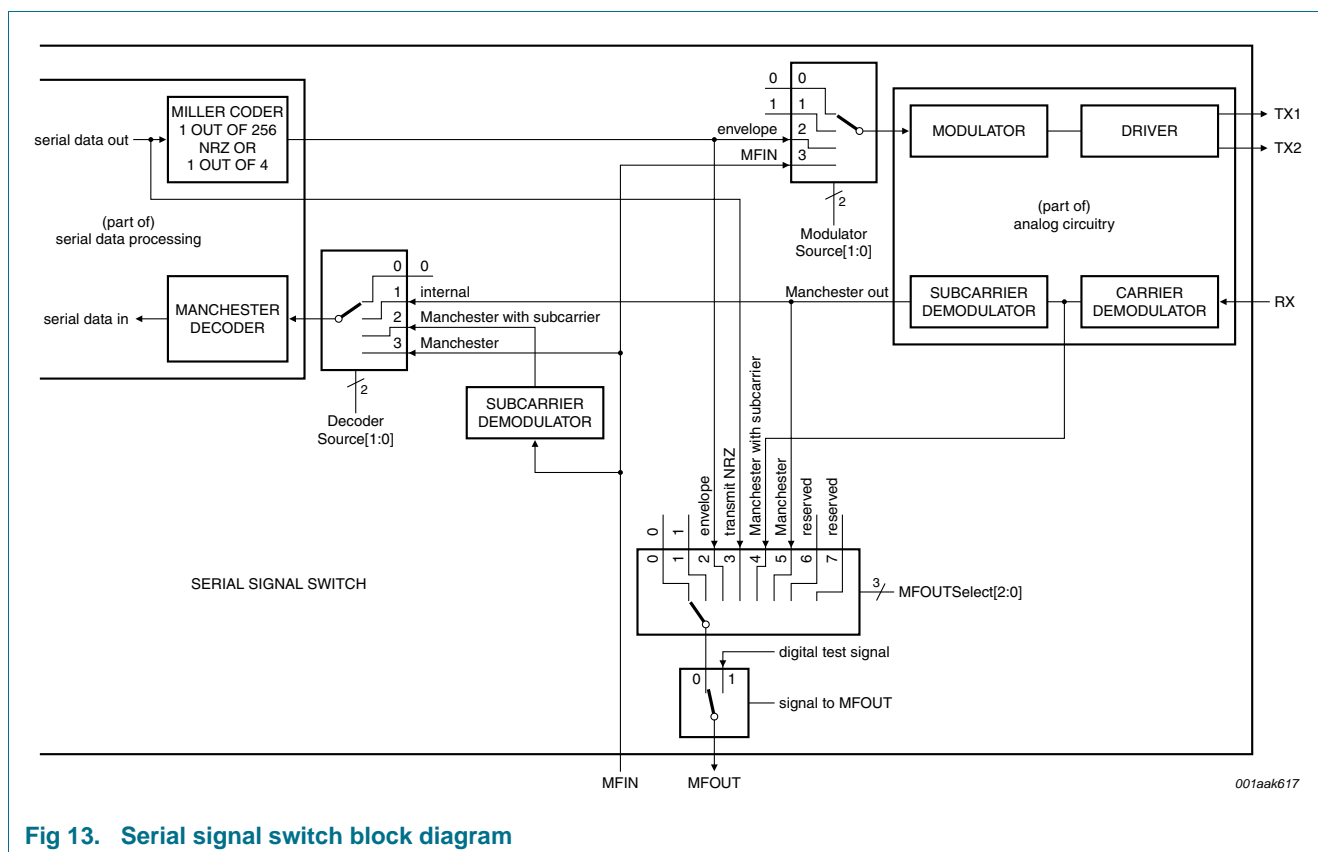 serial data out
MILLER CODER
1 OUT OF 256
NRZ OR
1 OUT OF 4
(part of)
serial data processing
envelope
MFIN
0
1
0
1
2
3
2
Modulator
Source[1:0]
MODULATOR
DRIVER
TX1
TX2
(part of)
analog circuitry
serial data in
MANCHESTER
DECODER
0
1
2
3
0
internal
Manchester with subcarrier
Manchester
2
Decoder
Source[1:0]
SUBCARRIER
DEMODULATOR
Manchester out
SUBCARRIER
DEMODULATOR
CARRIER
DEMODULATOR
RX
0
1
envelope
transmit NRZ
Manchester with subcarrier
Manchester
reserved
reserved
0
1
2
3
4
5
6
7
3
MFOUTSelect[2:0]
SERIAL SIGNAL SWITCH
digital test signal
0
1
signal to MFOUT
MFIN
MFOUT
001aak617
Fig 13. Serial signal switch block diagram